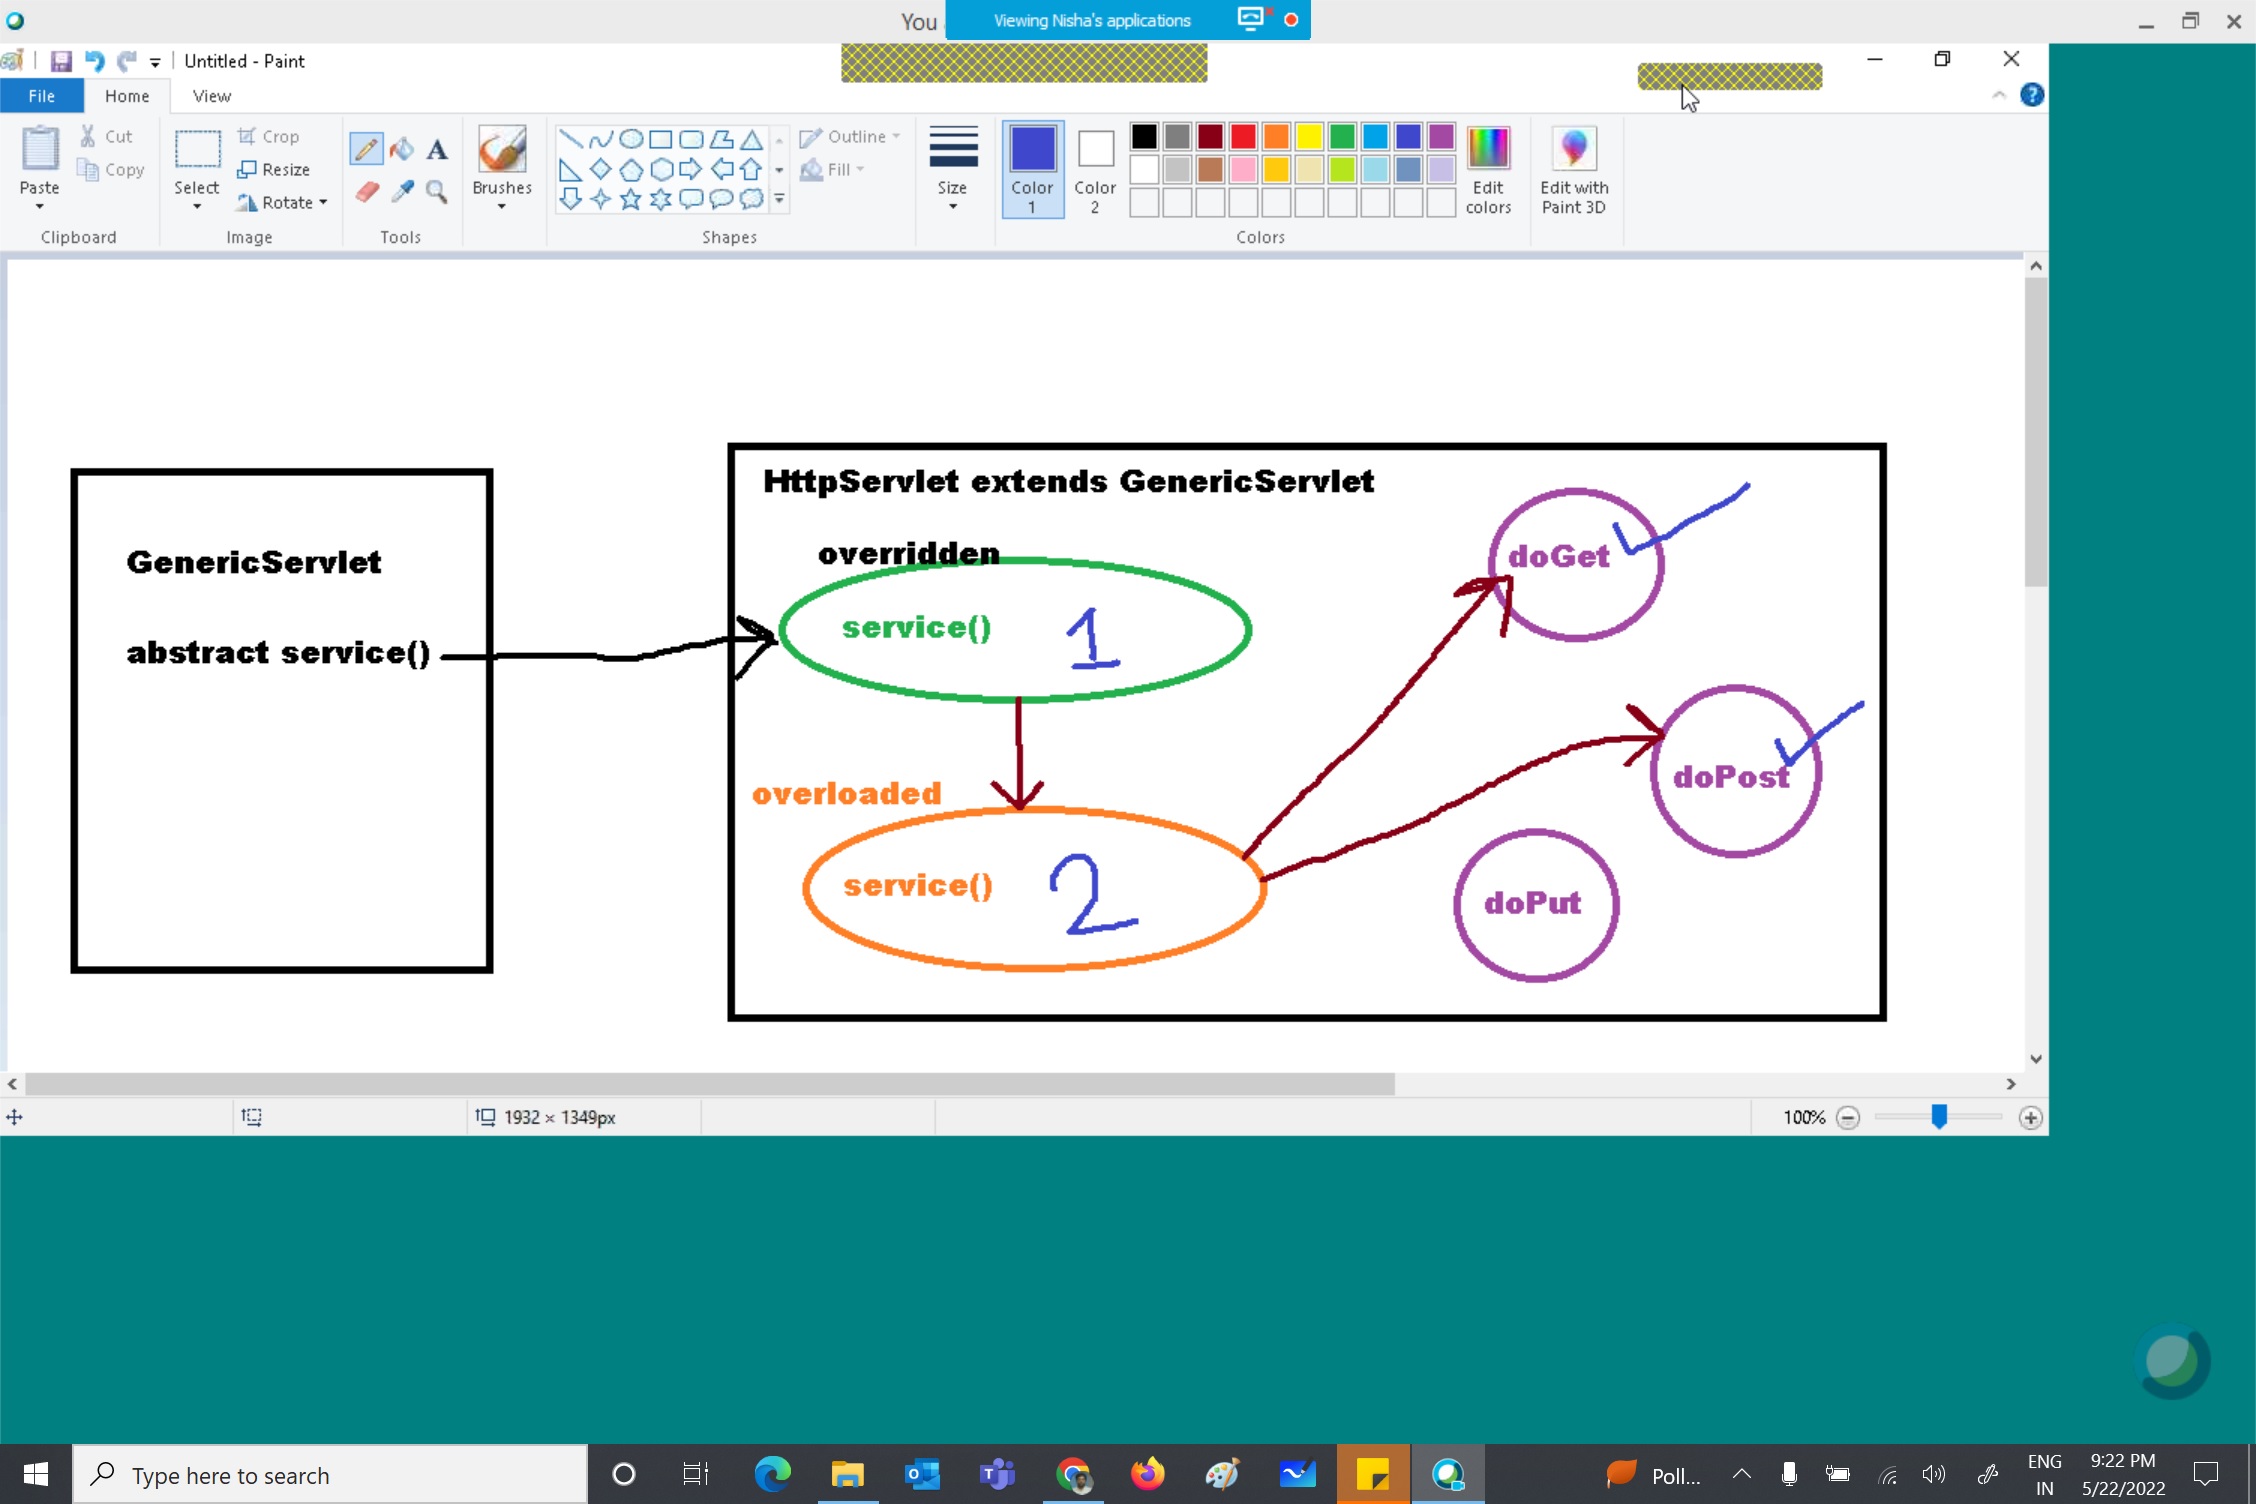 You
Viewing Nisha's applications
Untitled - Paint
File Home View
Paste
Cut
Copy
Clipboard
Select
Crop
Resize
Rotate
Image
A
Tools
Brushes
Shapes
Outline
Fill
Size
Color 1
Color 2
Colors
Edit colors
Edit with Paint 3D
?
GenericServlet
abstract service()
HttpServlet extends GenericServlet
overridden
service() 1
overloaded
service() 2
doGet
doPost
doPut
1932 × 1349px
100%
Type here to search
Poll...
ENG
IN
9:22 PM
5/22/2022